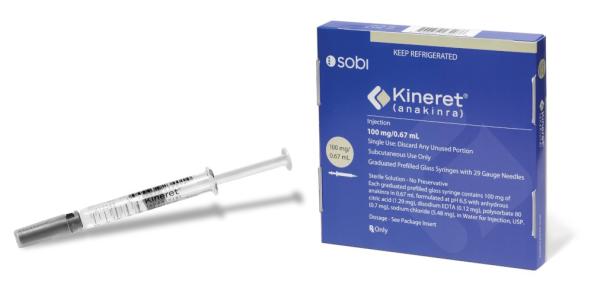 KEEP REFRIGERATED
sobi
Kineret®
(anakinra)
Injection
100 mg/0.67 mL
Single Use: Discard Any Unused Portion
Subcutaneous Use Only
Graduated Prefilled Glass Syringes with 29 Gauge Needles
100 mg/
0.67 mL
Sterile Solution - No Preservative
Each graduated prefilled glass syringe contains 100 mg of
anakinra in 0.67 mL formulated at pH 6.5 with anhydrous
citric acid (1.29 mg), disodium EDTA (0.12 mg), polysorbate 80
(0.7 mg), sodium chloride (5.48 mg), in Water for Injection, USP.
Dosage - See Package Insert
℞ Only
Kineret
(anakinra)